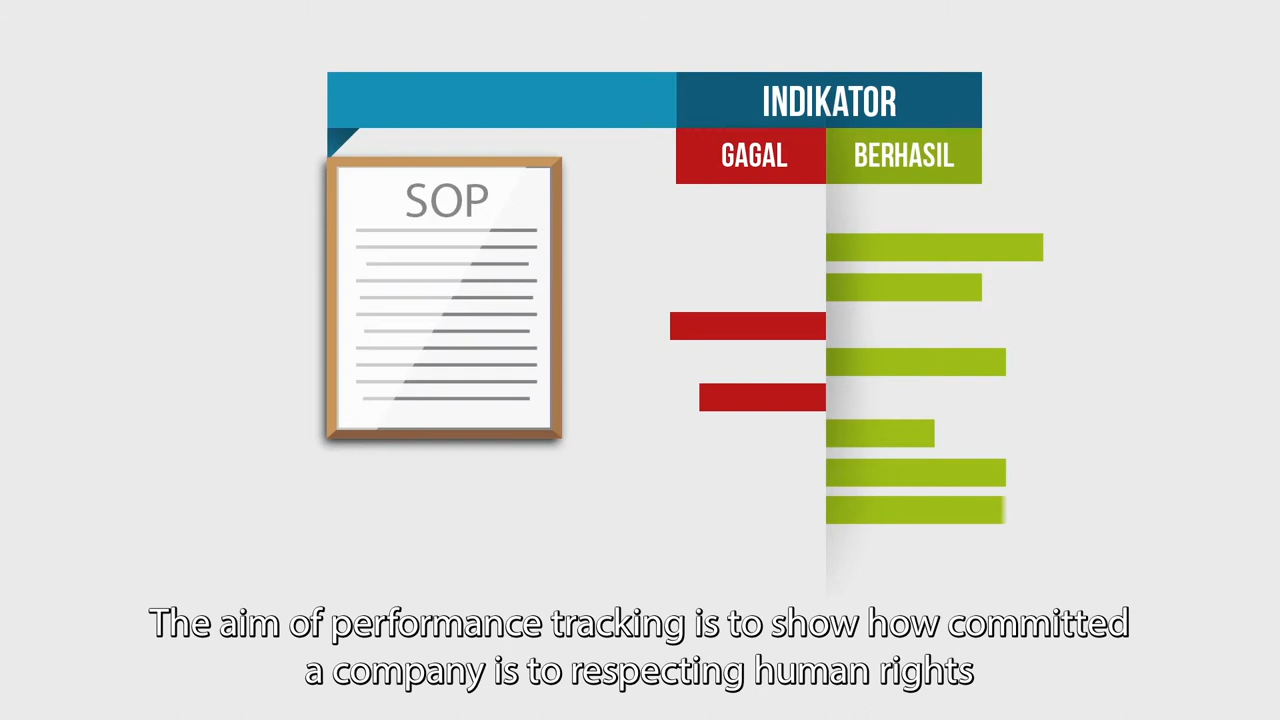 INDIKATOR
GAGAL BERHASIL
SOP
The aim of performance tracking is to show how committed
a company is to respecting human rights